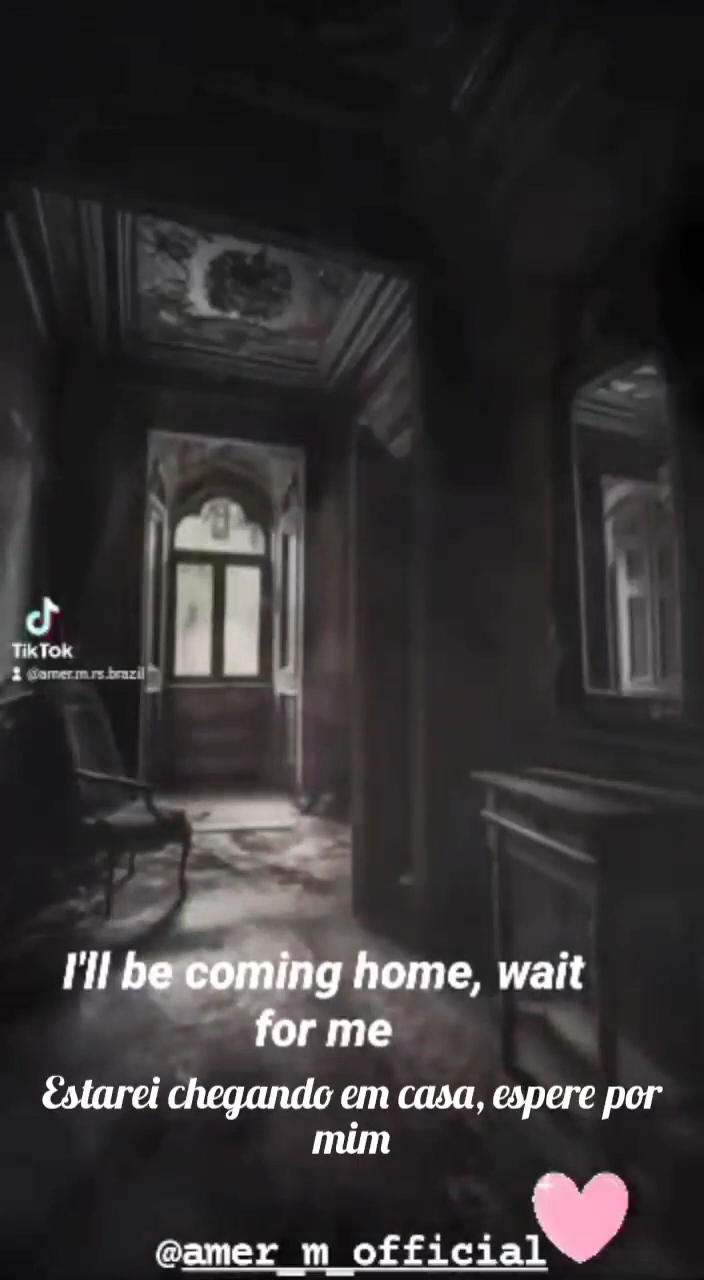 TikTok
@amer.m.rs.brazil
I'll be coming home, wait
for me
Estarei chegando em casa, espere por
mim
@amer_m_official